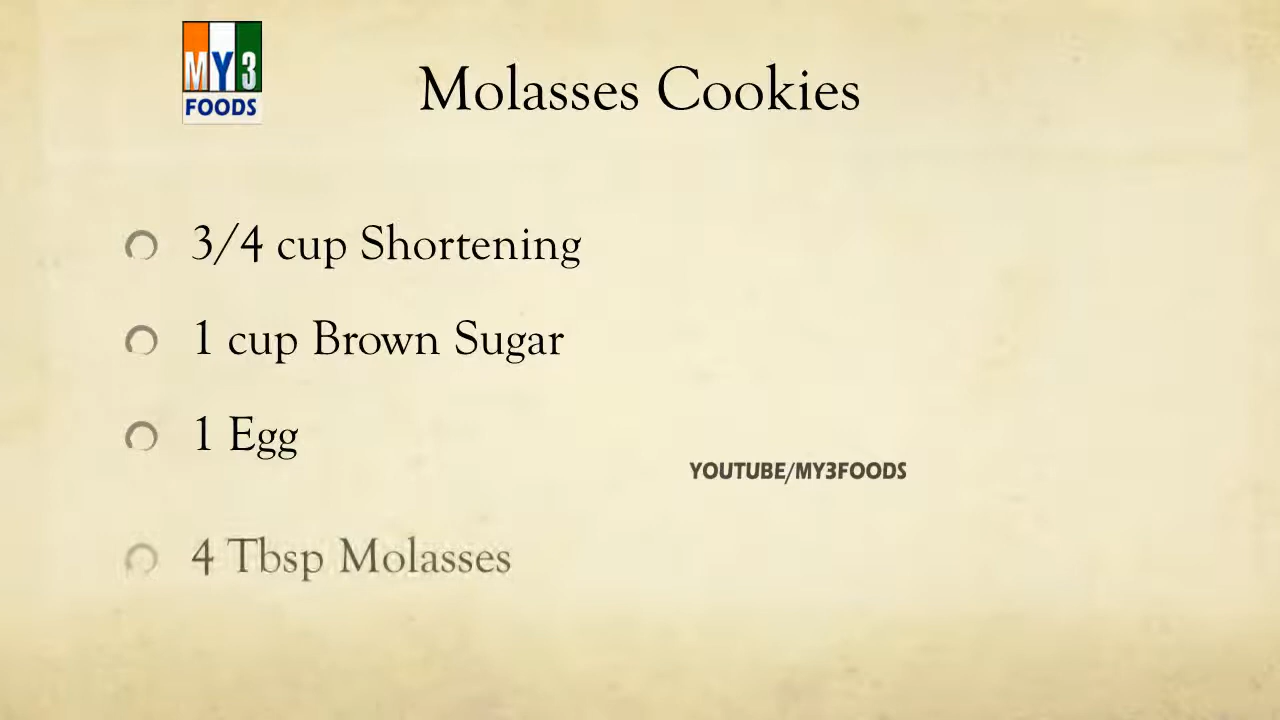 MY3
FOODS
Molasses Cookies
3/4 cup Shortening
1 cup Brown Sugar
1 Egg
YOUTUBE/MY3FOODS
4 Tbsp Molasses